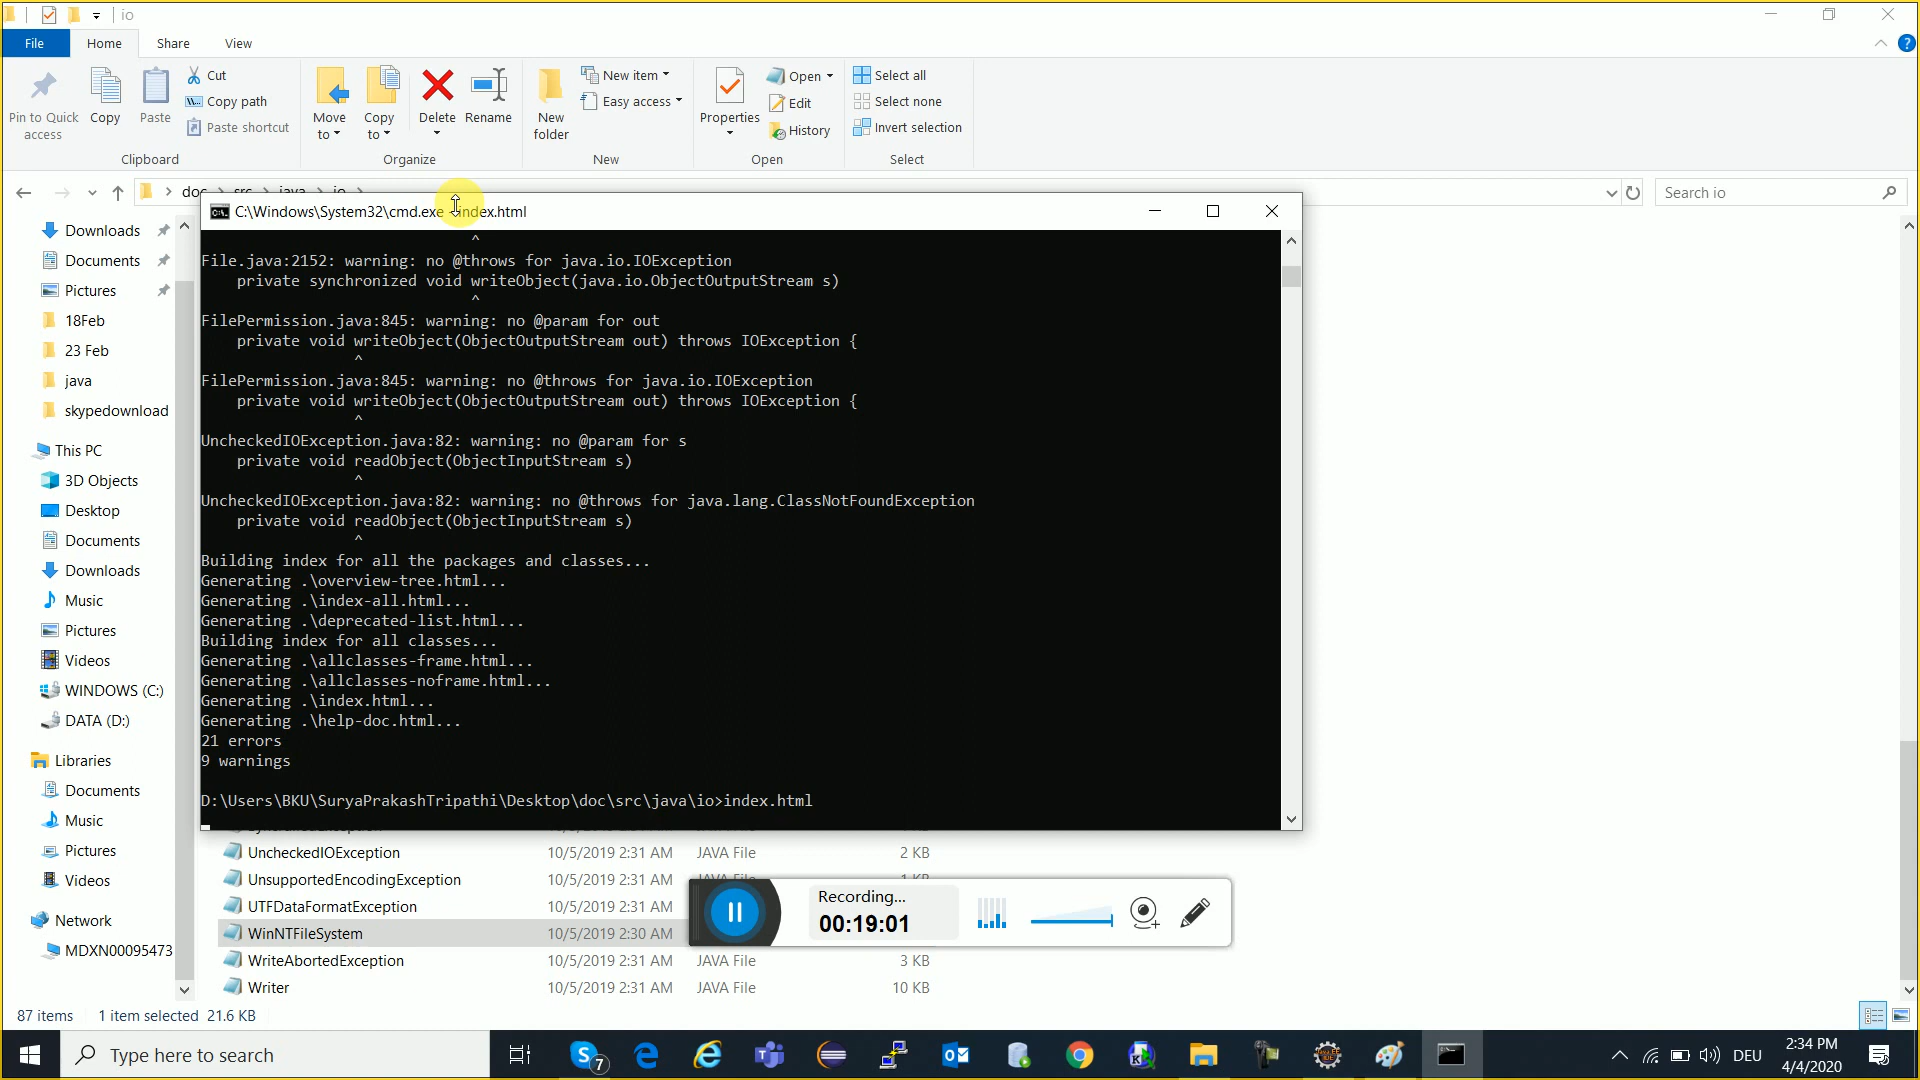 io
File Home Share View
Pin to Quick access
Copy
Paste
Cut
Copy path
Paste shortcut
Clipboard
Move to
Copy to
Delete
Rename
Organize
New folder
New item
Easy access
New
Properties
Open
Edit
History
Open
Select all
Select none
Invert selection
Select
doc src java io
Search io
C:\Windows\System32\cmd.exe - index.html
^
File.java:2152: warning: no @throws for java.io.IOException
private synchronized void writeObject(java.io.ObjectOutputStream s)
^
FilePermission.java:845: warning: no @param for out
private void writeObject(ObjectOutputStream out) throws IOException {
^
FilePermission.java:845: warning: no @throws for java.io.IOException
private void writeObject(ObjectOutputStream out) throws IOException {
^
UncheckedIOException.java:82: warning: no @param for s
private void readObject(ObjectInputStream s)
^
UncheckedIOException.java:82: warning: no @throws for java.lang.ClassNotFoundException
private void readObject(ObjectInputStream s)
^
Building index for all the packages and classes...
Generating .\overview-tree.html...
Generating .\index-all.html...
Generating .\deprecated-list.html...
Building index for all classes...
Generating .\allclasses-frame.html...
Generating .\allclasses-noframe.html...
Generating .\index.html...
Generating .\help-doc.html...
21 errors
9 warnings
D:\Users\BKU\SuryaPrakashTripathi\Desktop\doc\src\java\io>index.html
Downloads
Documents
Pictures
18Feb
23 Feb
java
skypedownload
This PC
3D Objects
Desktop
Documents
Downloads
Music
Pictures
Videos
WINDOWS (C:)
DATA (D:)
Libraries
Documents
Music
Pictures
Videos
Network
MDXN00095473
UncheckedIOException 10/5/2019 2:31 AM JAVA File 2 KB
UnsupportedEncodingException 10/5/2019 2:31 AM
UTFDataFormatException 10/5/2019 2:31 AM
WinNTFileSystem 10/5/2019 2:30 AM
WriteAbortedException 10/5/2019 2:31 AM JAVA File 3 KB
Writer 10/5/2019 2:31 AM JAVA File 10 KB
Recording...
00:19:01
87 items 1 item selected 21.6 KB
Type here to search
7
DEU
2:34 PM
4/4/2020